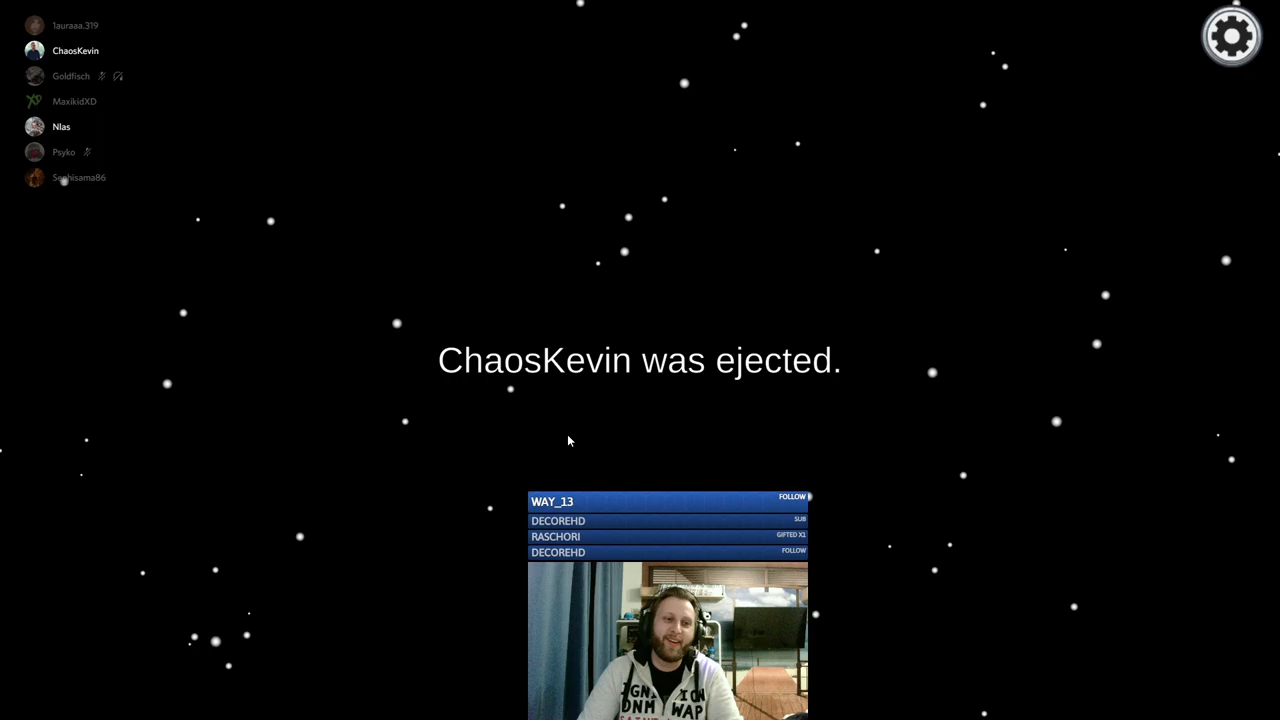 1auraaa.319
ChaosKevin
Goldfisch
MaxikidXD
Nlas
Psyko
Sephisama86
ChaosKevin was ejected.
WAY_13 FOLLOW
DECOREHD SUB
RASCHORI GIFTED X1
DECOREHD FOLLOW